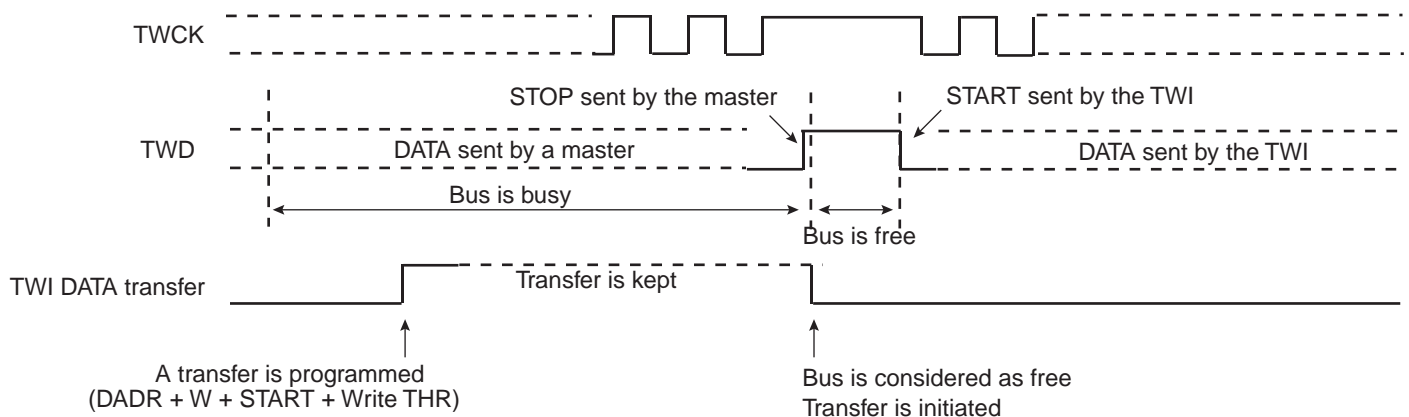 TWCK
STOP sent by the master
START sent by the TWI
TWD
DATA sent by a master
DATA sent by the TWI
Bus is busy
Bus is free
TWI DATA transfer
Transfer is kept
A transfer is programmed
(DADR + W + START + Write THR)
Bus is considered as free
Transfer is initiated